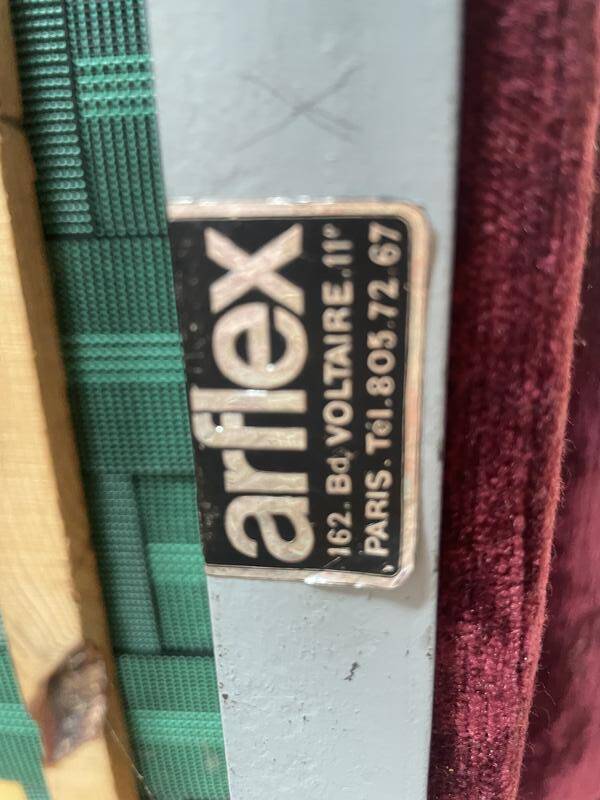 arflex
162. Bd. VOLTAIRE.11e
PARIS. Tél.805.72.67